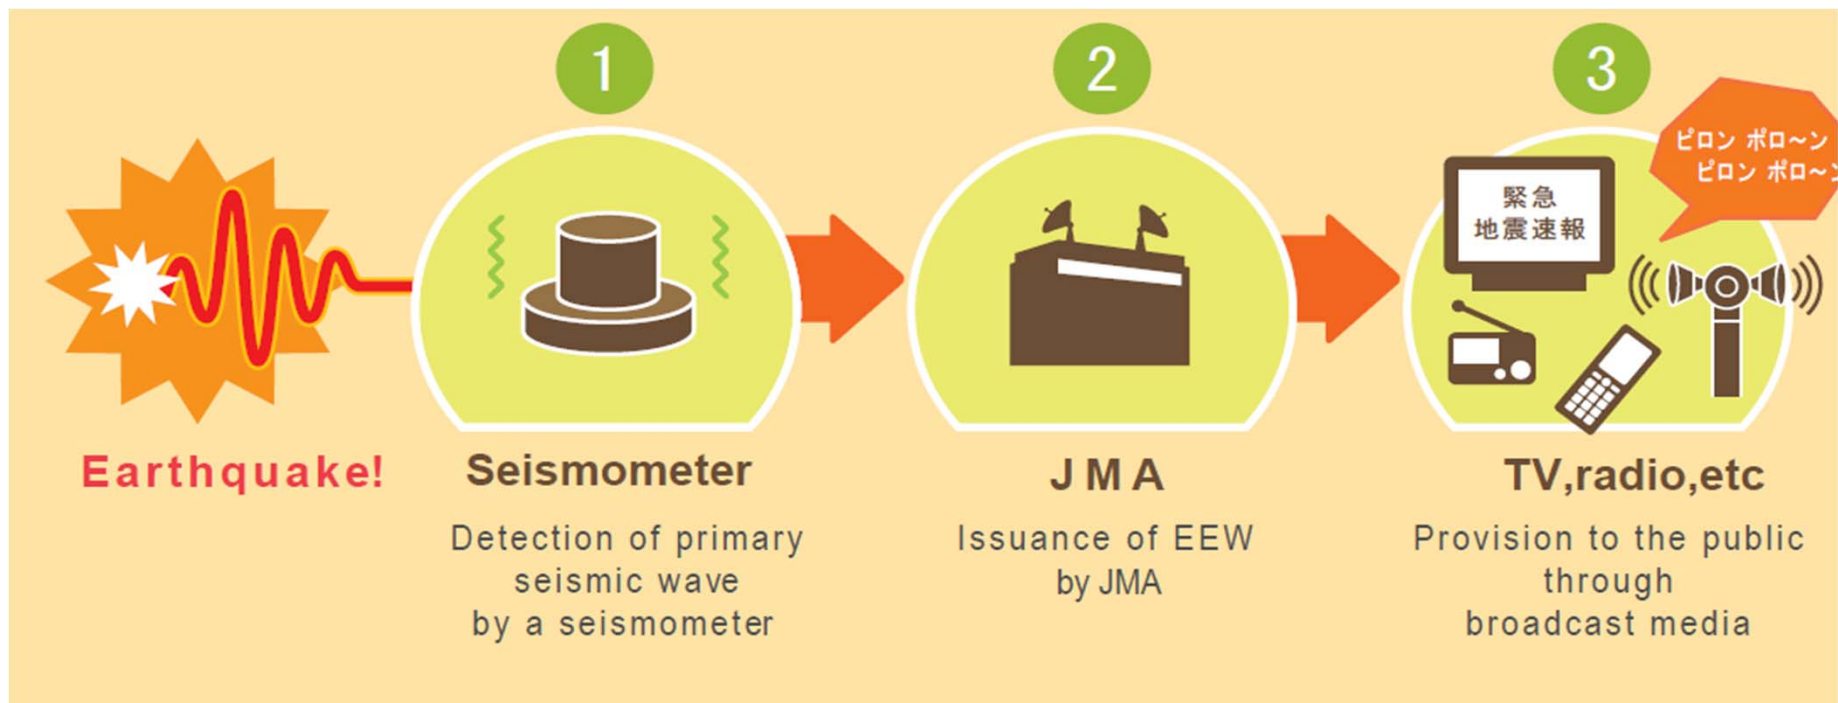 1
2
3
ピロン ポロ〜ン
ピロン ポロ〜ン
緊急
地震速報
Earthquake!
Seismometer
Detection of primary
seismic wave
by a seismometer
JMA
Issuance of EEW
by JMA
TV,radio,etc
Provision to the public
through
broadcast media